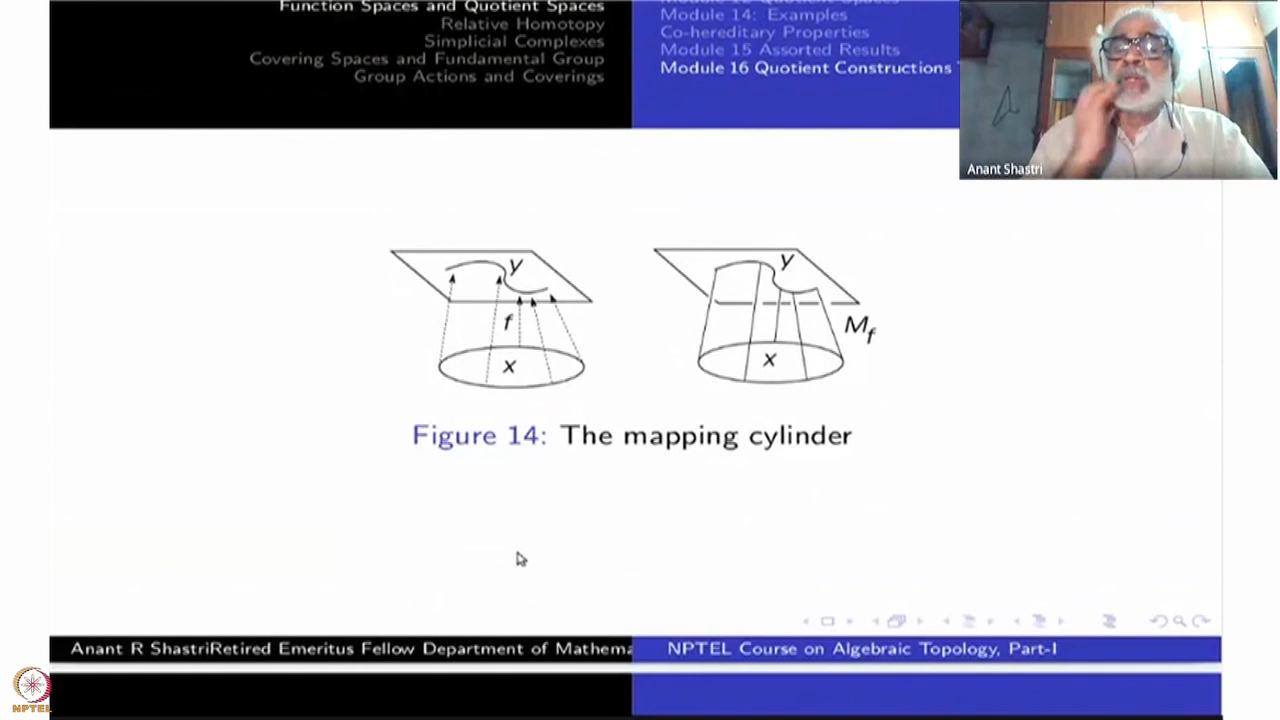 Function Spaces and Quotient Spaces
Relative Homotopy
Simplicial Complexes
Covering Spaces and Fundamental Group
Group Actions and Coverings
Module 14: Examples
Co-hereditary Properties
Module 15 Assorted Results
Module 16 Quotient Constructions
Anant Shastri
Y
f
X
Y
X
M_f
Figure 14: The mapping cylinder
Anant R ShastriRetired Emeritus Fellow Department of Mathema
NPTEL Course on Algebraic Topology, Part-I
NPTEL